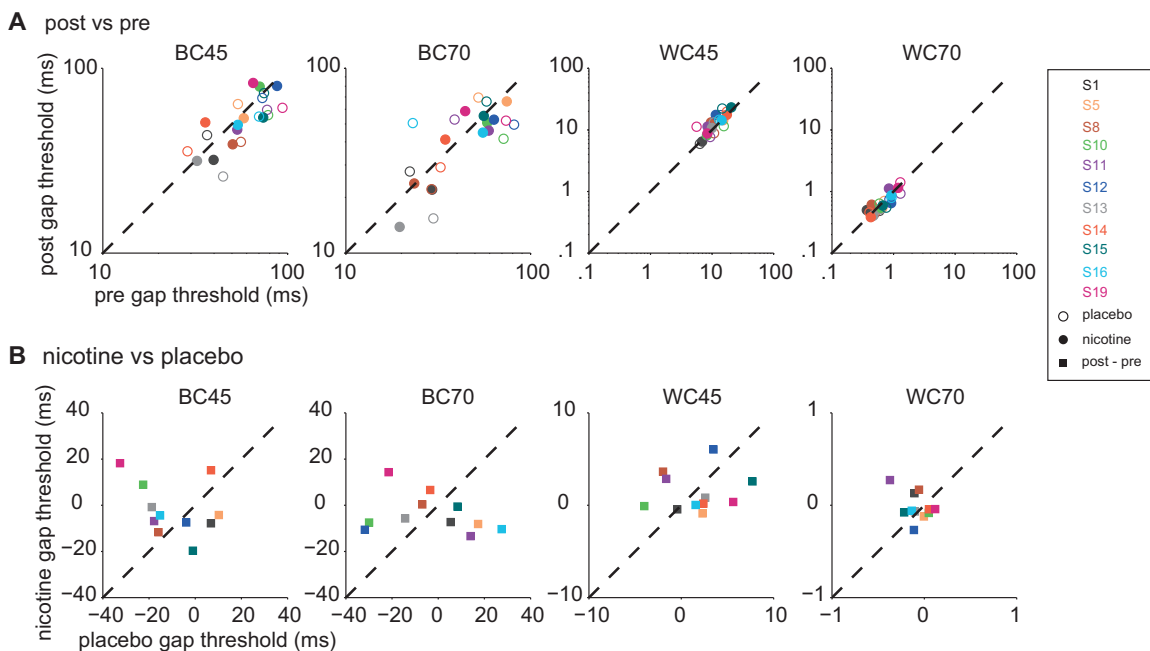 A post vs pre
BC45 BC70 WC45 WC70
post gap threshold (ms)
100 100 100 100
10 10
1 1
10 10 .1 .1
10 100 10 100 .1 1 10 100 .1 1 10 100
pre gap threshold (ms)
S1
S5
S8
S10
S11
S12
S13
S14
S15
S16
S19
placebo
nicotine
post - pre
B nicotine vs placebo
BC45 BC70 WC45 WC70
nicotine gap threshold (ms)
40 40 10 1
20 20
0 0 0 0
−20 −20
−40 −40 −10 −1
−40 −20 0 20 40 −40 −20 0 20 40 −10 0 10 −1 0 1
placebo gap threshold (ms)